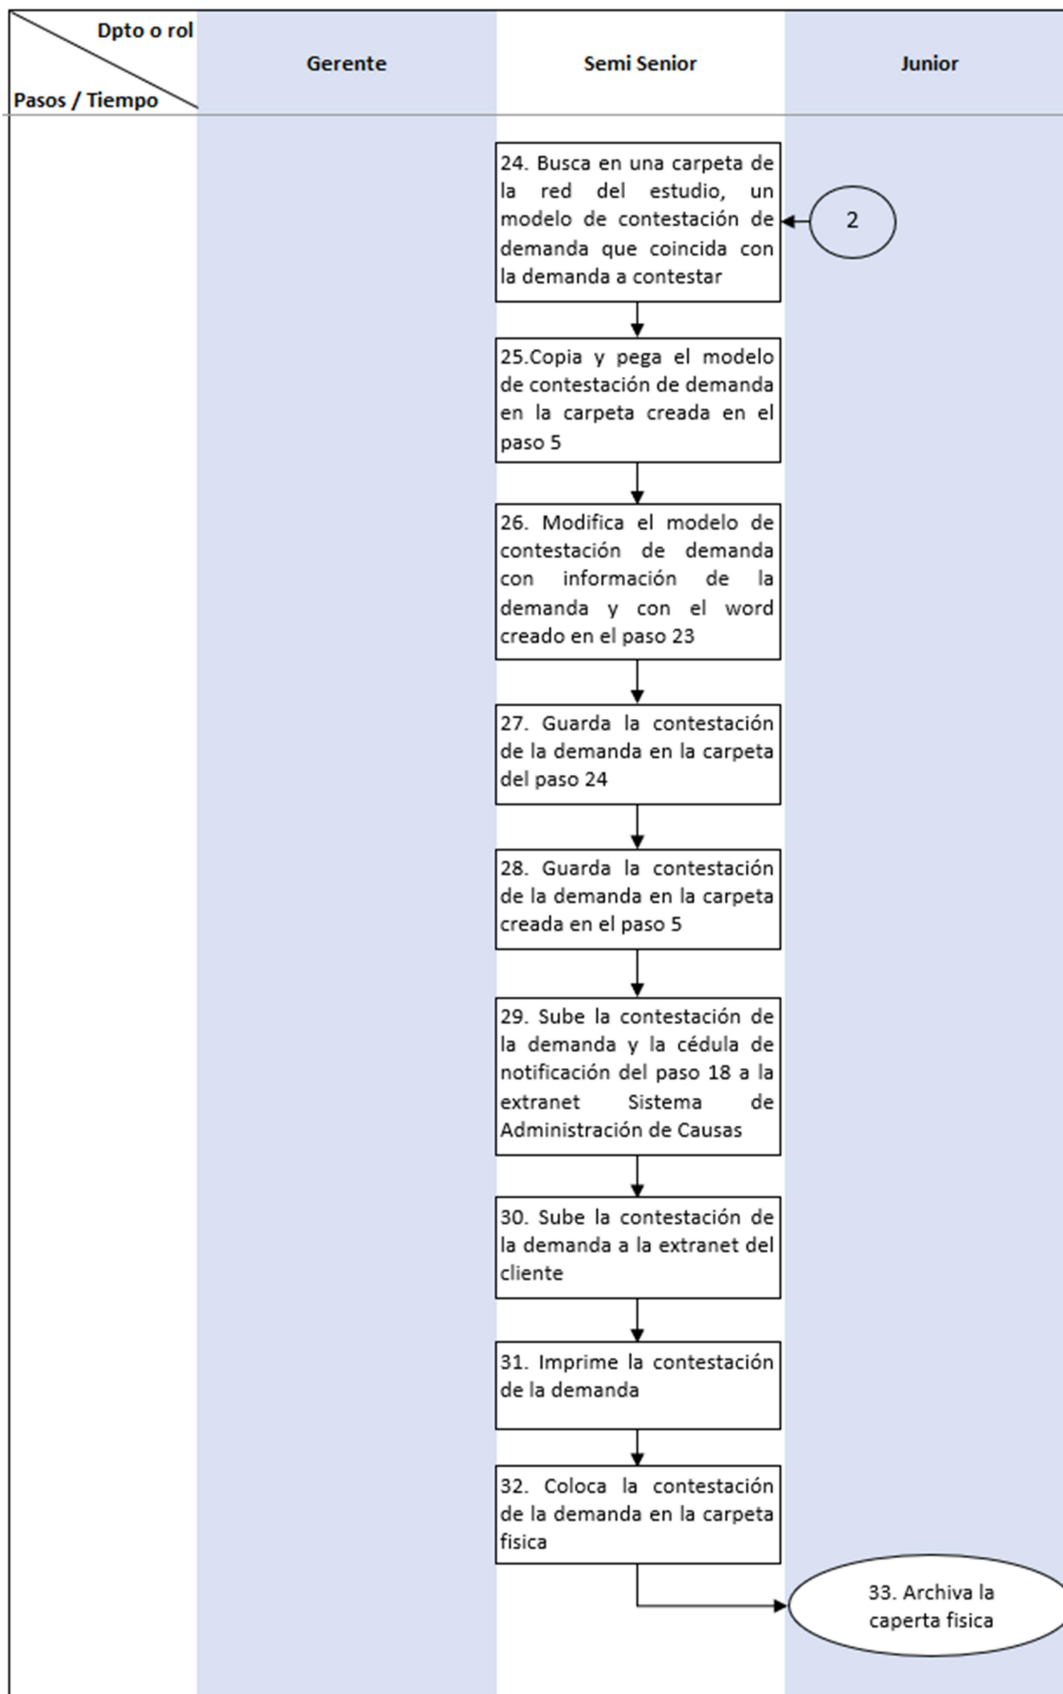 Dpto o rol
Pasos / Tiempo
Gerente
Semi Senior
Junior
24. Busca en una carpeta de
la red del estudio, un
modelo de contestación de
demanda que coincida con
la demanda a contestar
2
25.Copia y pega el modelo
de contestación de demanda
en la carpeta creada en el
paso 5
26. Modifica el modelo de
contestación de demanda
con información de la
demanda y con el word
creado en el paso 23
27. Guarda la contestación
de la demanda en la carpeta
del paso 24
28. Guarda la contestación
de la demanda en la carpeta
creada en el paso 5
29. Sube la contestación de
la demanda y la cédula de
notificación del paso 18 a la
extranet Sistema de
Administración de Causas
30. Sube la contestación de
la demanda a la extranet del
cliente
31. Imprime la contestación
de la demanda
32. Coloca la contestación
de la demanda en la carpeta
fisica
33. Archiva la
caperta fisica